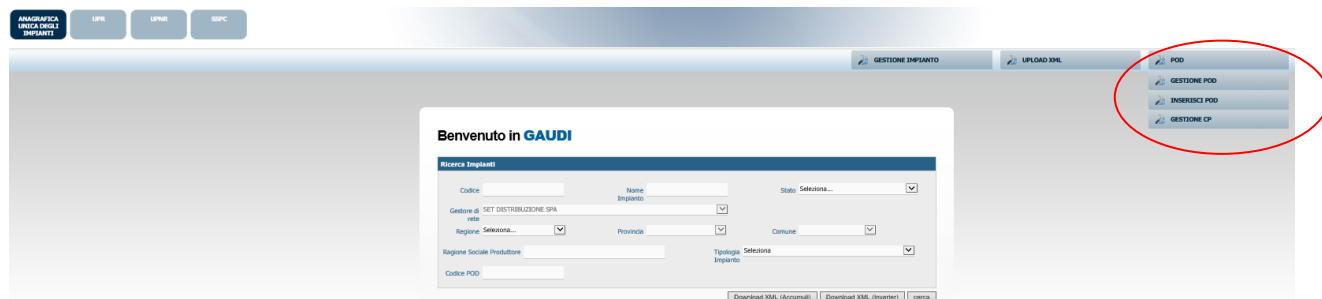 ANAGRAFICA
UNICA DEGLI
IMPIANTI
UPR
UPNR
SSPC
GESTIONE IMPIANTO
UPLOAD XML
POD
GESTIONE POD
INSERISCI POD
GESTIONE CP
Benvenuto in GAUDI
Ricerca Impianti
Codice
Nome
Impianto
Stato Seleziona...
Gestore di
rete
SET DISTRIBUZIONE SPA
Regione Seleziona...
Provincia
Comune
Ragione Sociale Produttore
Tipologia
Impianto
Seleziona
Codice POD
Download XML (Accumuli)
Download XML (Inverter)
cerca